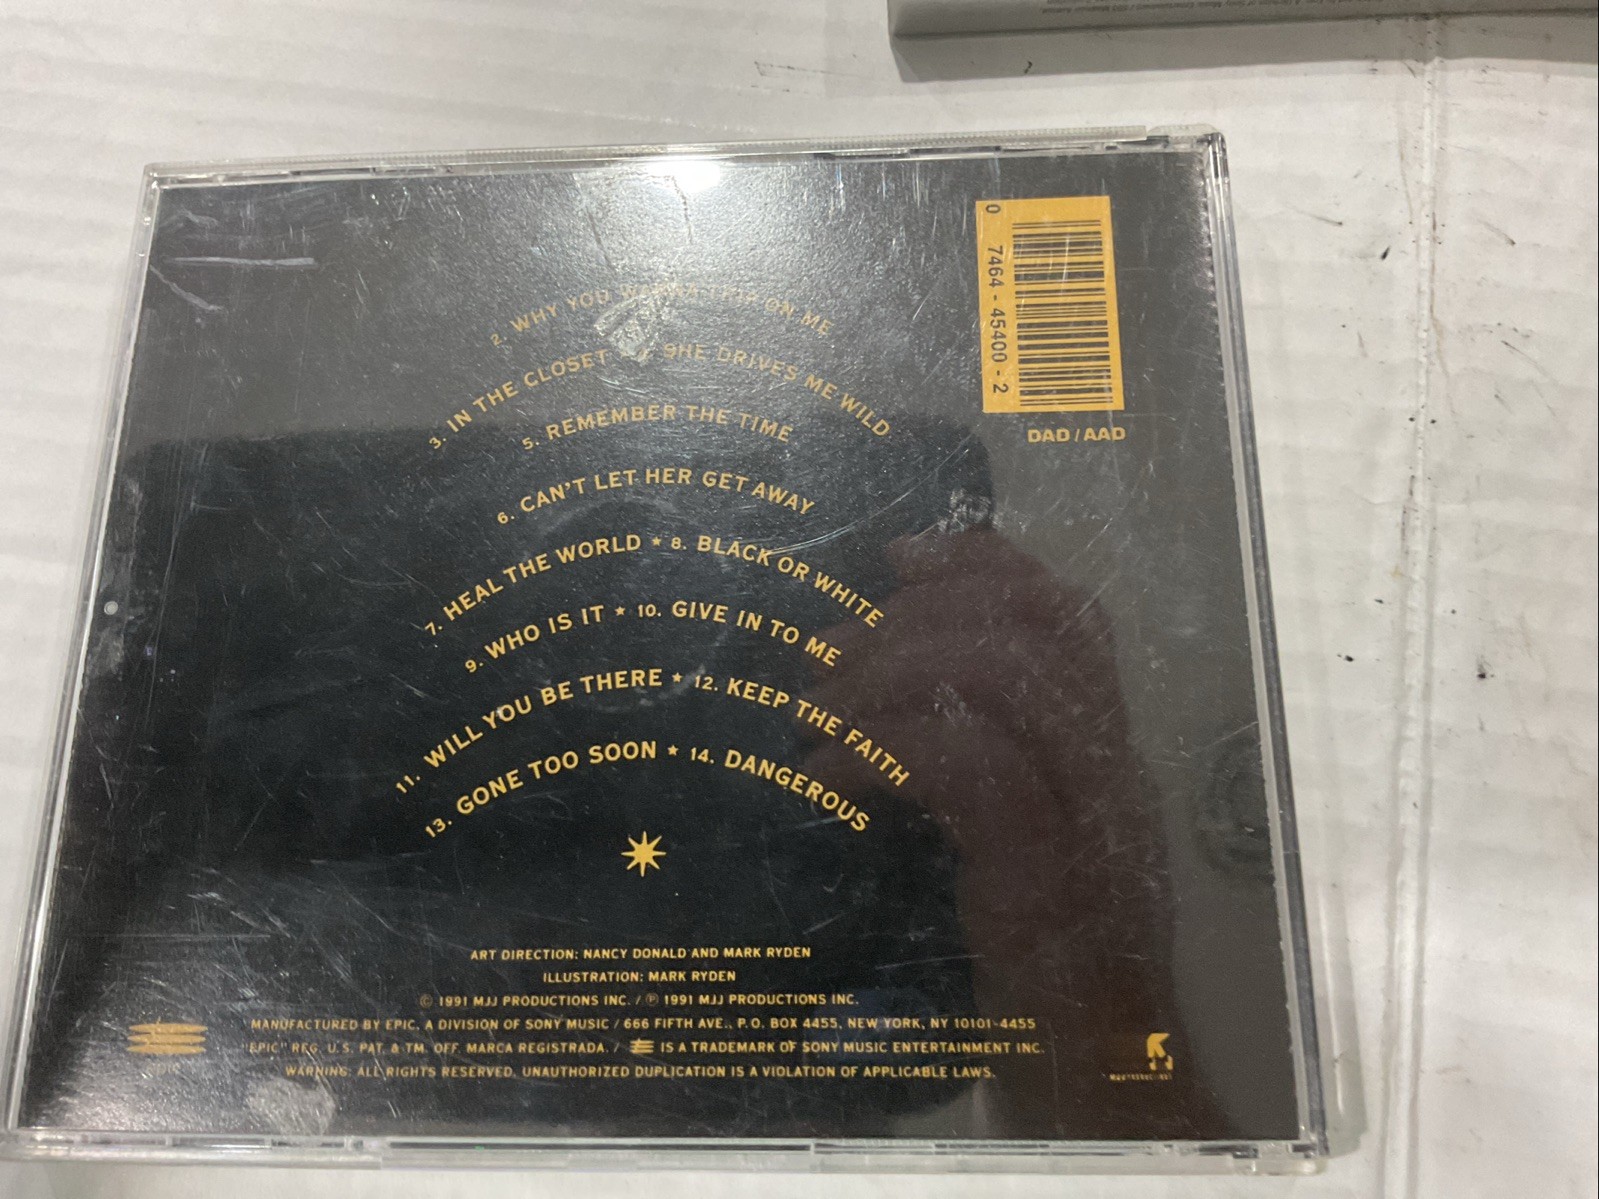 2. WHY YOU ON ME
3. IN THE CLOSET SHE DRIVES ME WILD
5. REMEMBER THE TIME
6. CAN'T LET HER GET AWAY
7. HEAL THE WORLD ★ 8. BLACK OR WHITE
9. WHO IS IT ★ 10. GIVE IN TO ME
11. WILL YOU BE THERE ★ 12. KEEP THE FAITH
13. GONE TOO SOON ★ 14. DANGEROUS
0 7464-45400-2
DAD / AAD
ART DIRECTION: NANCY DONALD AND MARK RYDEN
ILLUSTRATION: MARK RYDEN
© 1991 MJJ PRODUCTIONS INC. / ℗ 1991 MJJ PRODUCTIONS INC.
MANUFACTURED BY EPIC, A DIVISION OF SONY MUSIC / 666 FIFTH AVE., P.O. BOX 4455, NEW YORK, NY 10101-4455
"EPIC" REG. U.S. PAT. & TM. OFF. MARCA REGISTRADA. / IS A TRADEMARK OF SONY MUSIC ENTERTAINMENT INC.
WARNING: ALL RIGHTS RESERVED. UNAUTHORIZED DUPLICATION IS A VIOLATION OF APPLICABLE LAWS.